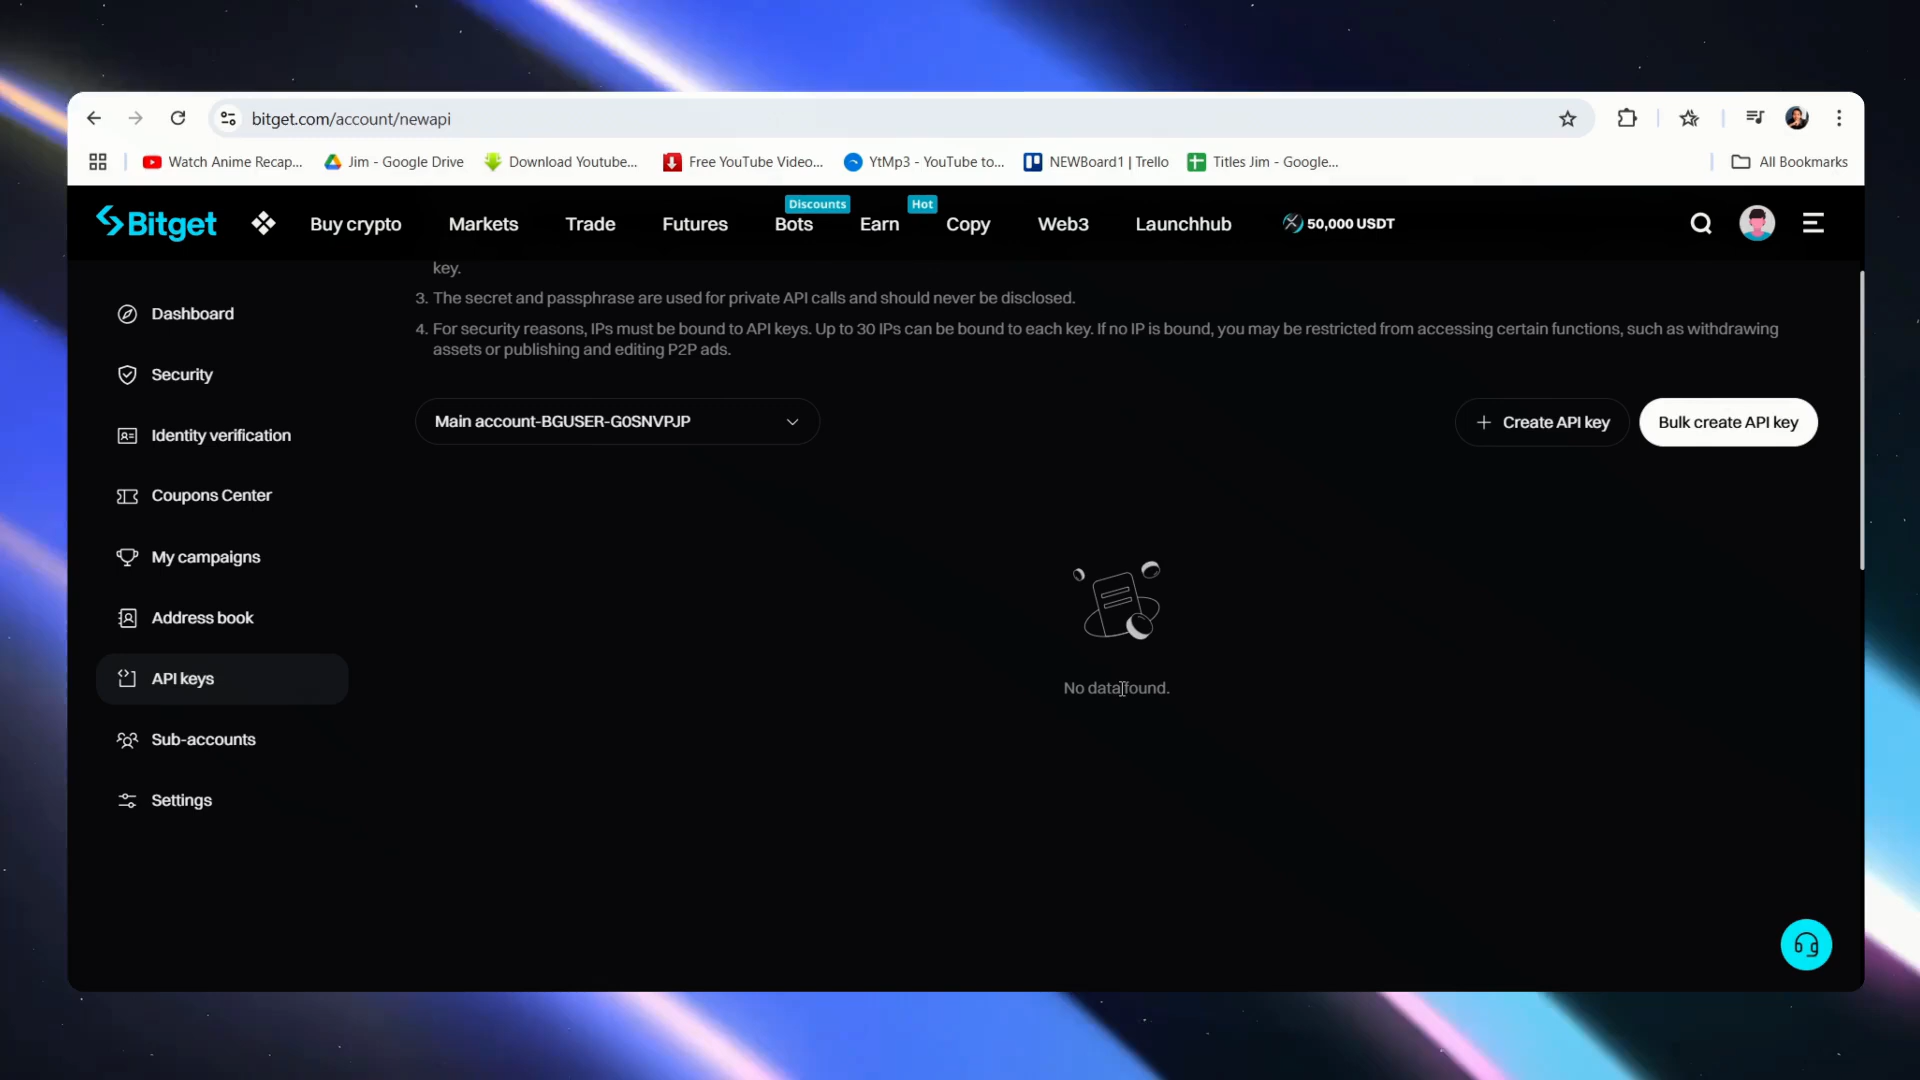 bitget.com/account/newapi
Watch Anime Recap...
Jim - Google Drive
Download Youtube...
Free YouTube Video...
YtMp3 - YouTube to...
NEWBoard1 | Trello
Titles Jim - Google...
All Bookmarks
Discounts
Hot
Bitget
Buy crypto
Markets
Trade
Futures
Bots
Earn
Copy
Web3
Launchhub
50,000 USDT
key.
3. The secret and passphrase are used for private API calls and should never be disclosed.
4. For security reasons, IPs must be bound to API keys. Up to 30 IPs can be bound to each key. If no IP is bound, you may be restricted from accessing certain functions, such as withdrawing
assets or publishing and editing P2P ads.
Dashboard
Security
Identity verification
Coupons Center
My campaigns
Address book
API keys
Sub-accounts
Settings
Main account-BGUSER-G0SNVPJP
Create API key
Bulk create API key
No data found.